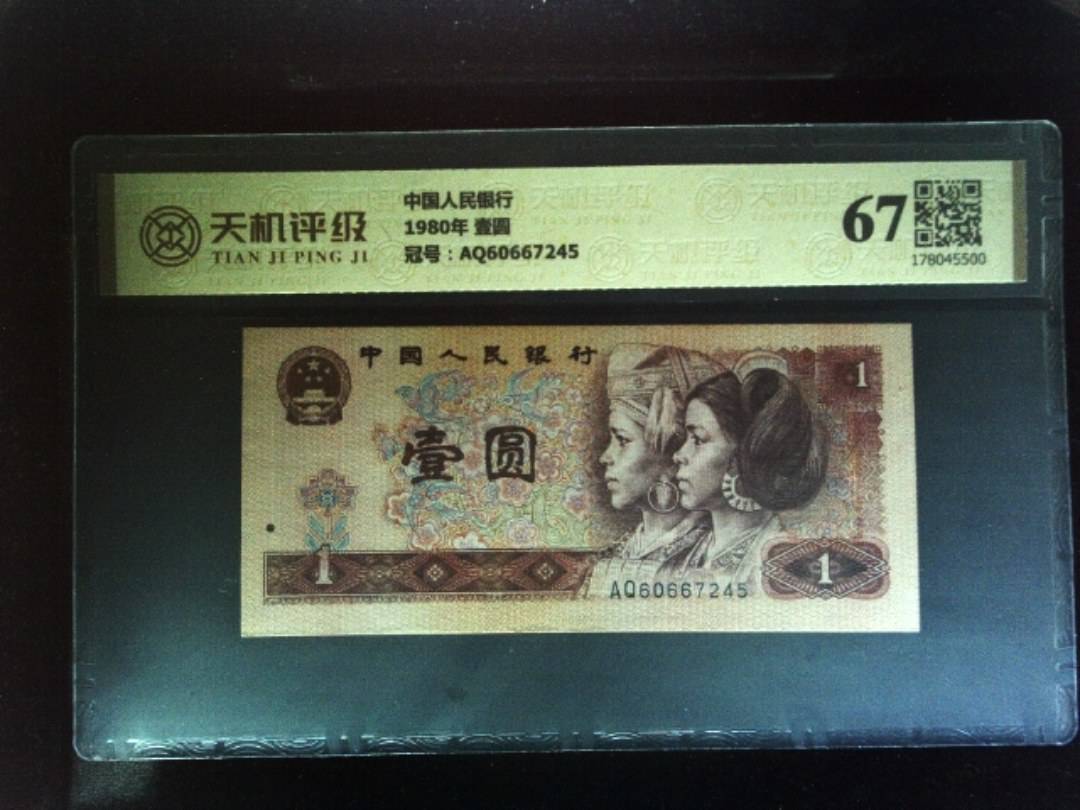 天机评级
TIAN JI PING JI
中国人民银行
1980年 壹圆
冠号：AQ60667245
67
178045500
中国人民银行
1
壹圆
1
AQ60667245
1